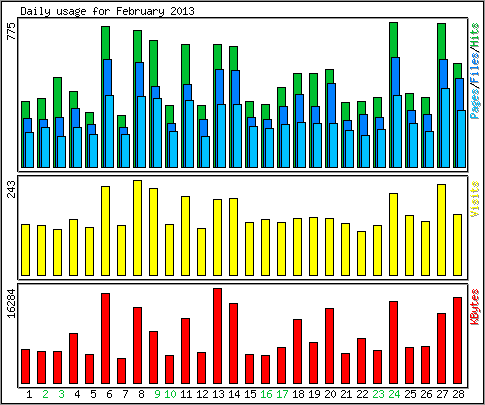 Daily usage for February 2013
775
Pages/Files/Hits
243
Visits
16284
KBytes
1 2 3 4 5 6 7 8 9 10 11 12 13 14 15 16 17 18 19 20 21 22 23 24 25 26 27 28